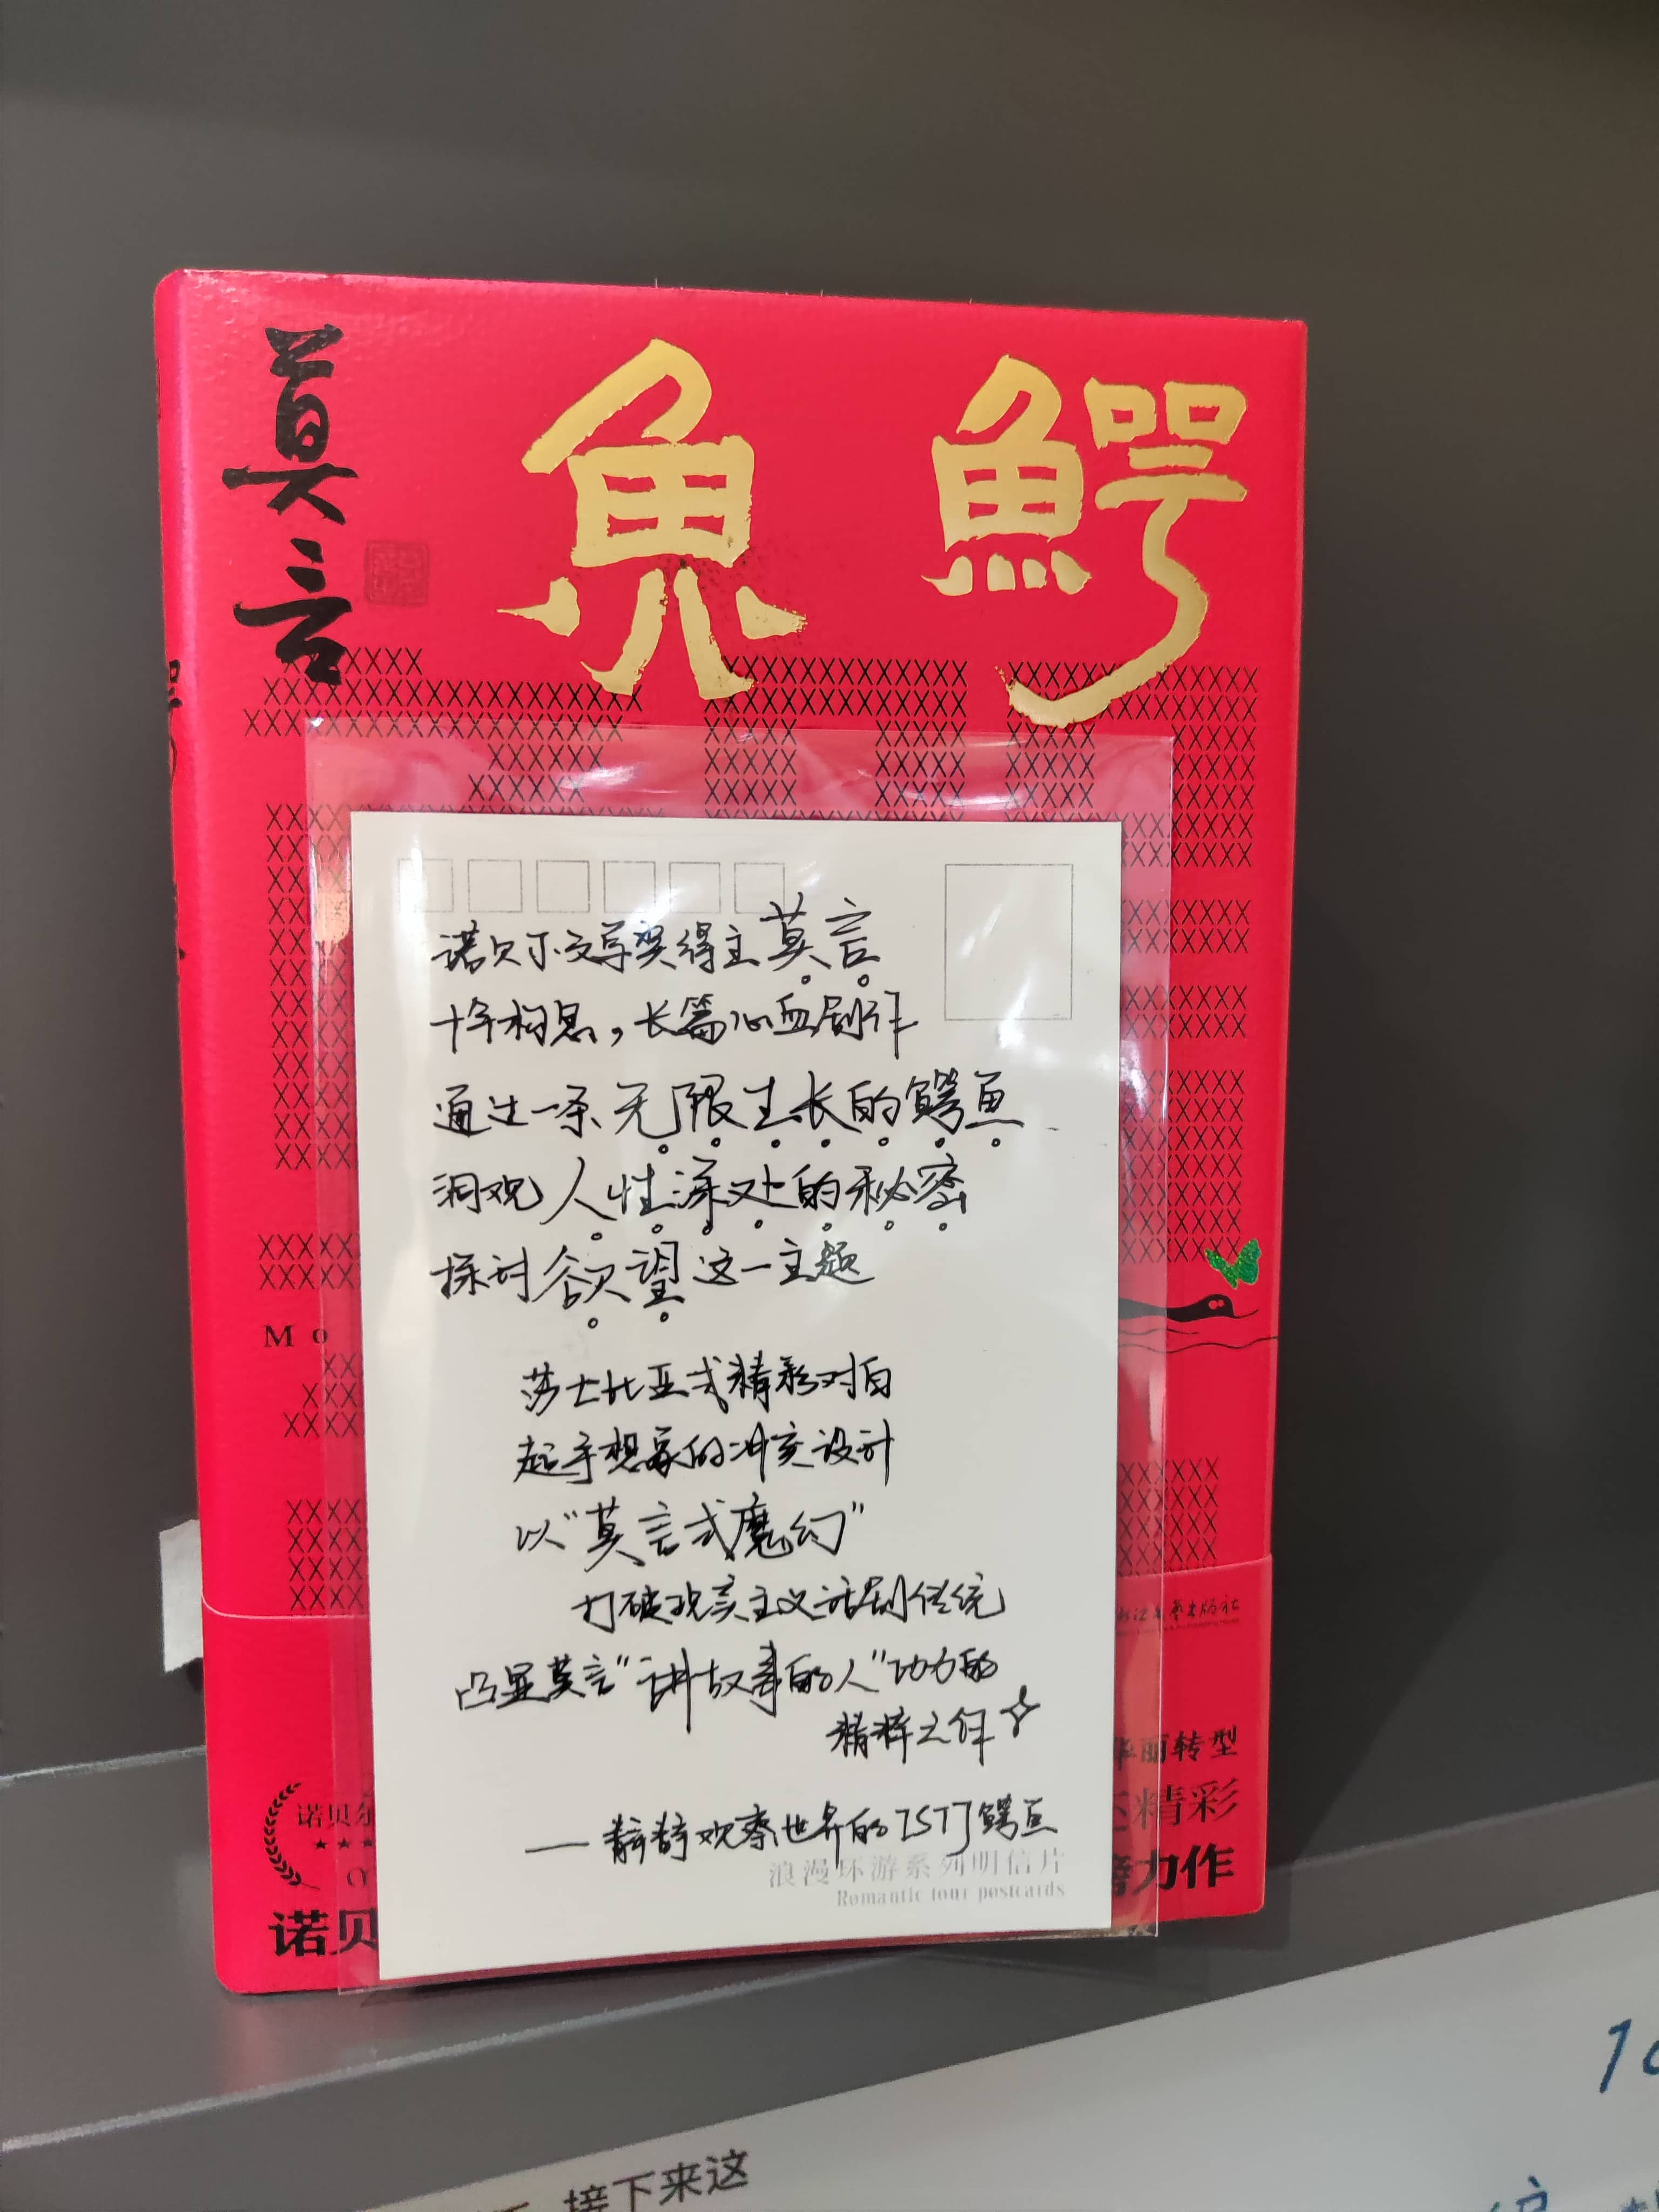 鳄鱼
莫言
诺贝尔文学奖得主莫言
十年构思，长篇心血剧作
通过一条无限生长的鳄鱼
洞观人性深处的秘密
探讨欲望这一主题
莎士比亚式精彩对白
超乎想象的冲突设计
以“莫言式魔幻”
打破现实主义话剧传统
凸显莫言“讲故事的人”功力的
精粹之作
——静静观察世界的ISTJ鳄鱼
浪漫环游系列明信片
Romantic tour postcards
Mo
浙江文艺出版社
华丽转型
精彩
力作
诺贝尔
诺贝
接下来这